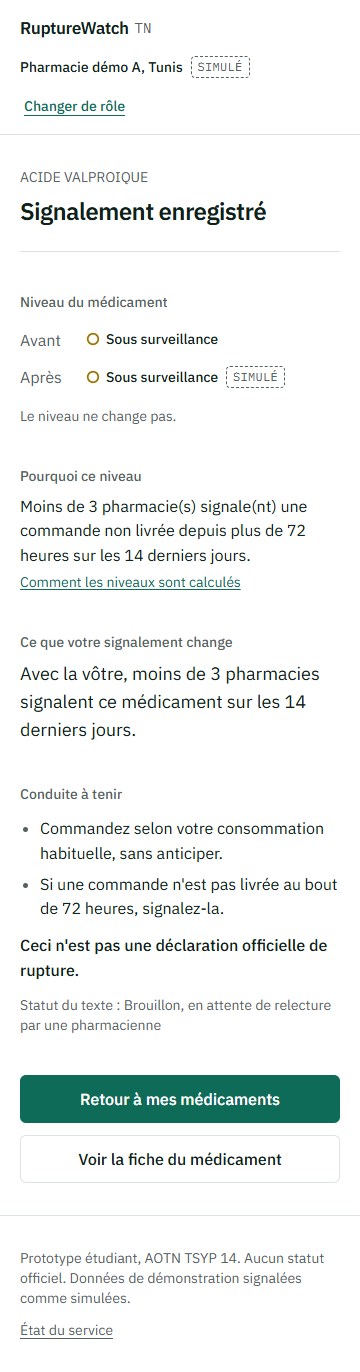 RuptureWatch TN
Pharmacie démo A, Tunis SIMULÉ
Changer de rôle
ACIDE VALPROIQUE
Signalement enregistré
Niveau du médicament
Avant Sous surveillance
Après Sous surveillance SIMULÉ
Le niveau ne change pas.
Pourquoi ce niveau
Moins de 3 pharmacie(s) signale(nt) une
commande non livrée depuis plus de 72
heures sur les 14 derniers jours.
Comment les niveaux sont calculés
Ce que votre signalement change
Avec la vôtre, moins de 3 pharmacies
signalent ce médicament sur les 14
derniers jours.
Conduite à tenir
Commandez selon votre consommation
habituelle, sans anticiper.
Si une commande n'est pas livrée au bout
de 72 heures, signalez-la.
Ceci n'est pas une déclaration officielle de
rupture.
Statut du texte : Brouillon, en attente de relecture
par une pharmacienne
Retour à mes médicaments
Voir la fiche du médicament
Prototype étudiant, AOTN TSYP 14. Aucun statut
officiel. Données de démonstration signalées
comme simulées.
État du service